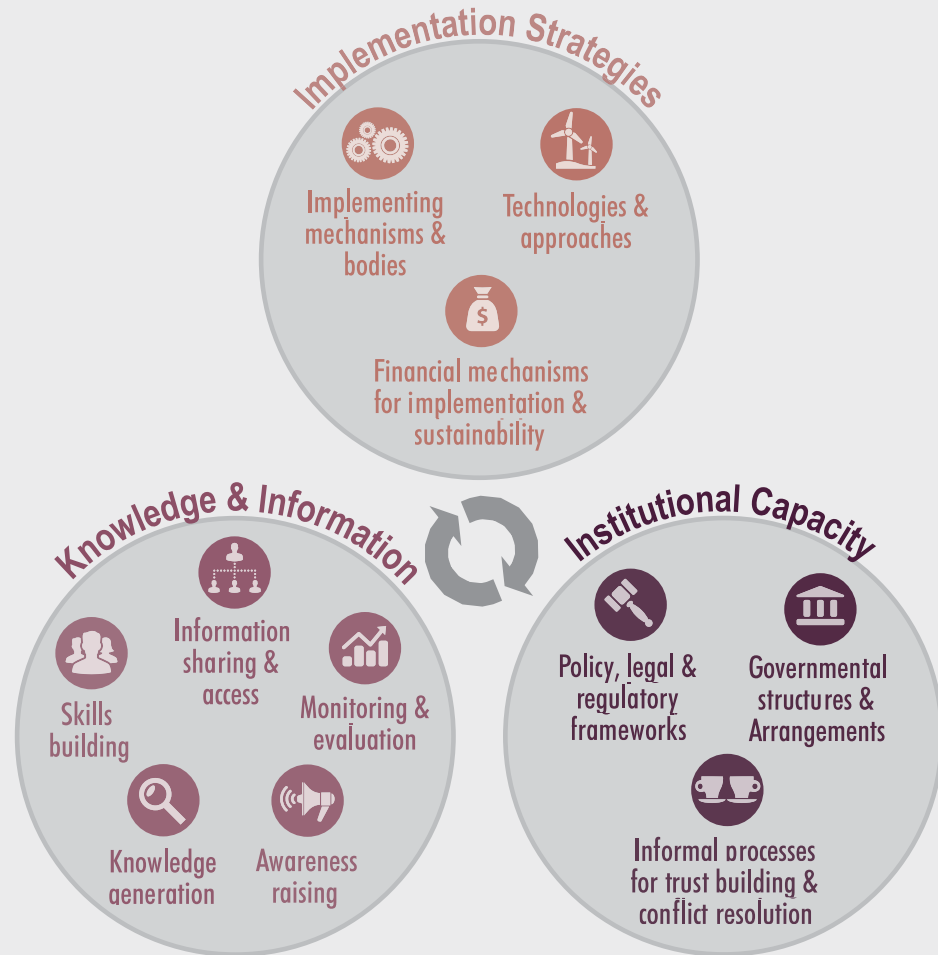 Implementation Strategies
Implementing
mechanisms &
bodies
Technologies &
approaches
$
Financial mechanisms
for implementation &
sustainability
Knowledge & Information
Information
sharing &
access
Skills
building
Monitoring &
evaluation
Knowledge
generation
Awareness
raising
Institutional Capacity
Policy, legal &
regulatory
frameworks
Governmental
structures &
Arrangements
Informal processes
for trust building &
conflict resolution